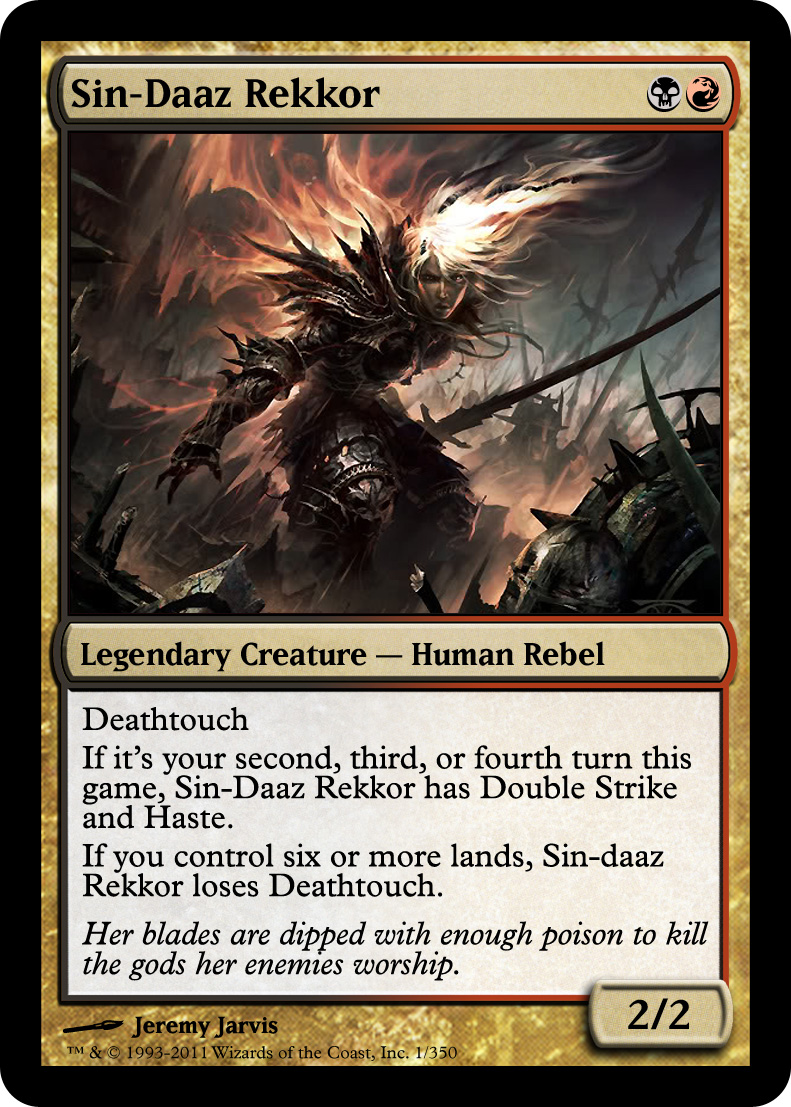 Sin-Daaz Rekkor
Legendary Creature — Human Rebel
Deathtouch
If it's your second, third, or fourth turn this
game, Sin-Daaz Rekkor has Double Strike
and Haste.
If you control six or more lands, Sin-daaz
Rekkor loses Deathtouch.
Her blades are dipped with enough poison to kill
the gods her enemies worship.
2/2
Jeremy Jarvis
™ & © 1993-2011 Wizards of the Coast, Inc. 1/350